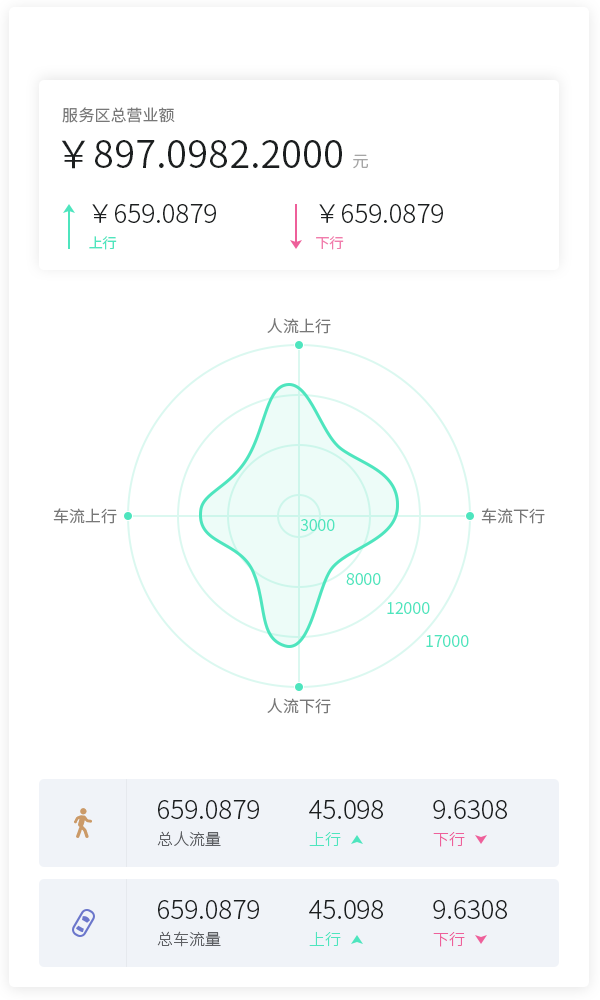 服务区总营业额
￥897.0982.2000 元
￥659.0879 ￥659.0879
上行 下行
人流上行
车流上行 车流下行
3000
8000
12000
17000
人流下行
659.0879 45.098 9.6308
总人流量 上行 下行
659.0879 45.098 9.6308
总车流量 上行 下行